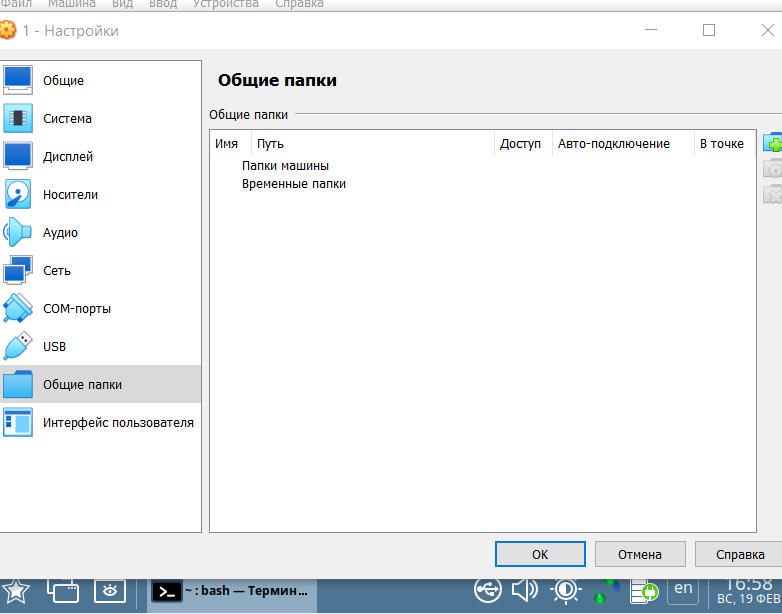 Файл Машина Вид Ввод Устройства Справка
1 - Настройки
Общие
Система
Дисплей
Носители
Аудио
Сеть
COM-порты
USB
Общие папки
Интерфейс пользователя
Общие папки
Общие папки
Имя Путь Доступ Авто-подключение В точке
Папки машины
Временные папки
OK Отмена Справка
~ : bash — Термин...
en
16:58
ВС, 19 ФЕВ